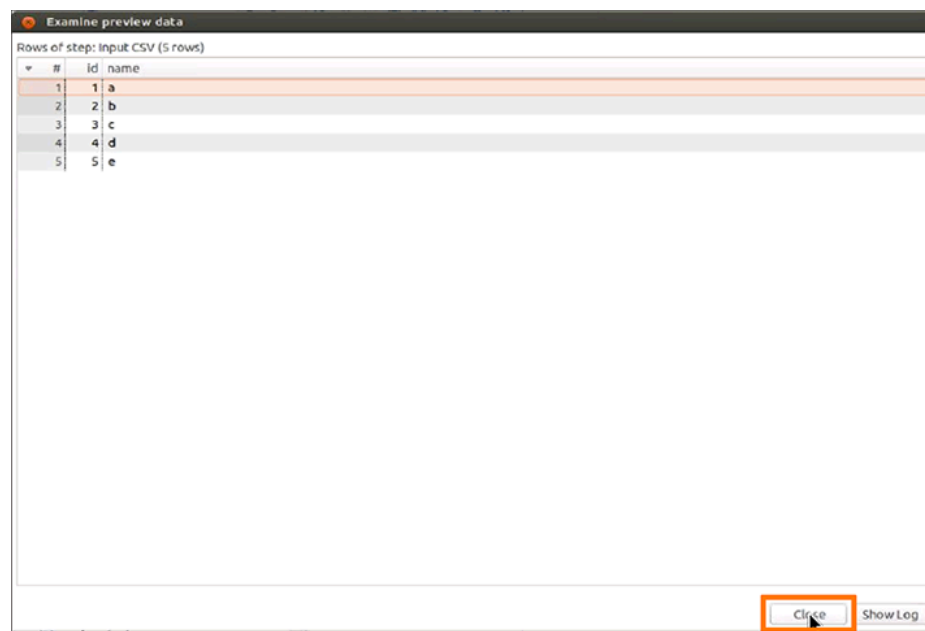 Examine preview data
Rows of step: Input CSV (5 rows)
# id name
1 1 a
2 2 b
3 3 c
4 4 d
5 5 e
Close Show Log